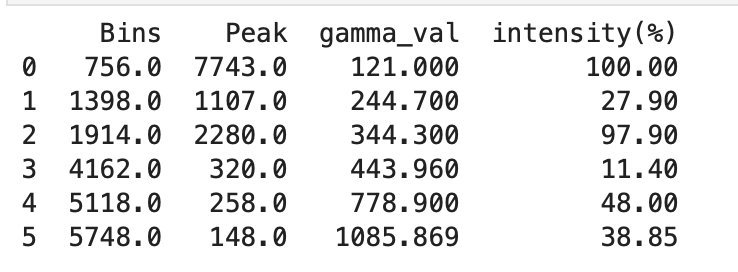 Bins Peak gamma_val intensity(%)
0 756.0 7743.0 121.000 100.00
1 1398.0 1107.0 244.700 27.90
2 1914.0 2280.0 344.300 97.90
3 4162.0 320.0 443.960 11.40
4 5118.0 258.0 778.900 48.00
5 5748.0 148.0 1085.869 38.85